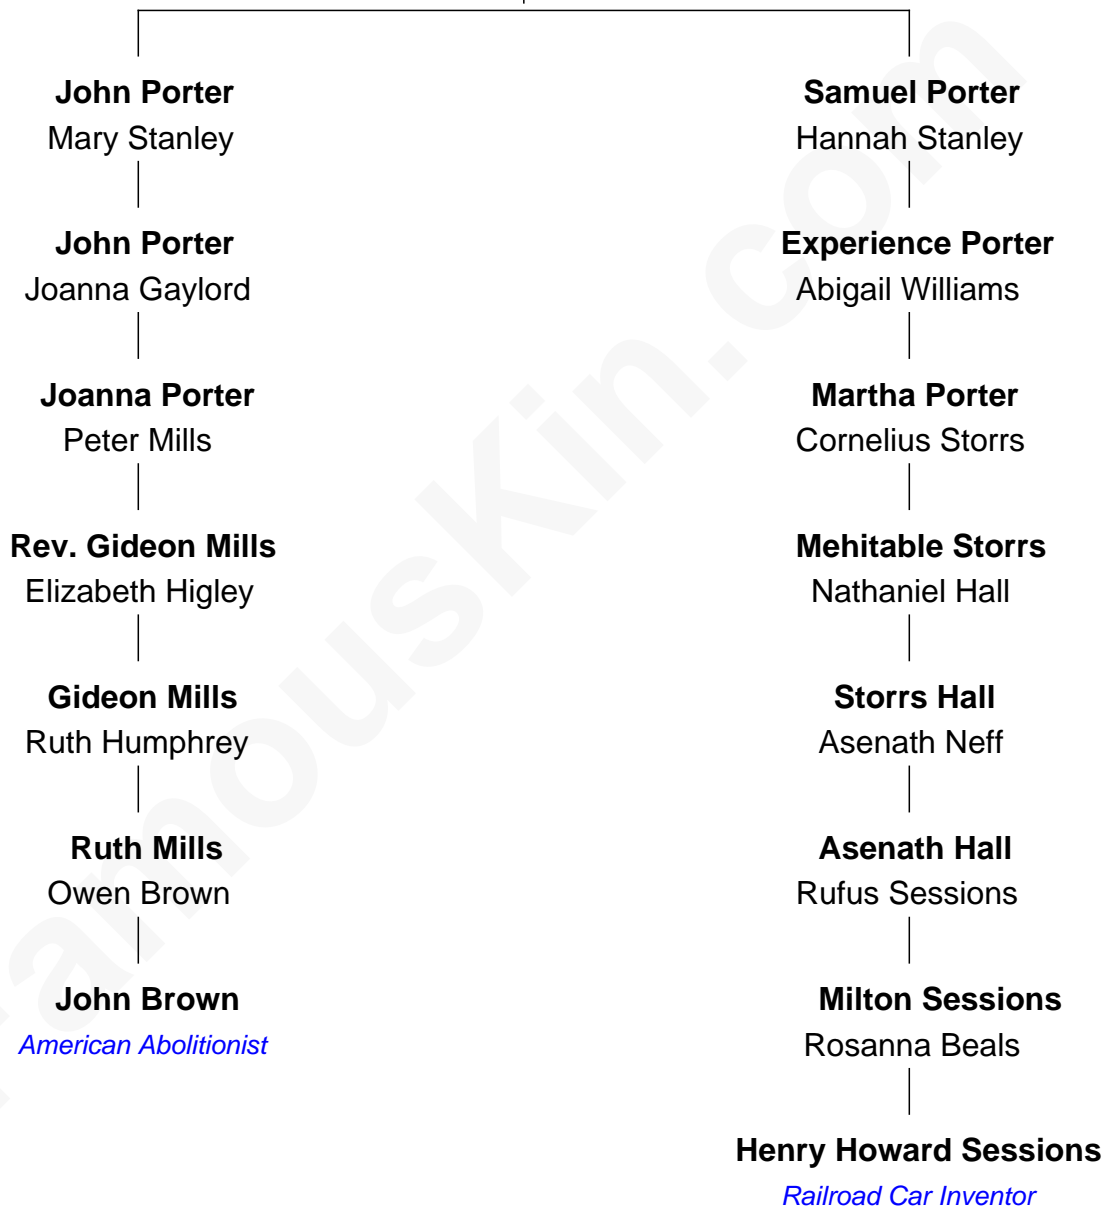 John Porter
Mary Stanley
John Porter
Joanna Gaylord
Joanna Porter
Peter Mills
Rev. Gideon Mills
Elizabeth Higley
Gideon Mills
Ruth Humphrey
Ruth Mills
Owen Brown
John Brown
American Abolitionist
Samuel Porter
Hannah Stanley
Experience Porter
Abigail Williams
Martha Porter
Cornelius Storrs
Mehitable Storrs
Nathaniel Hall
Storrs Hall
Asenath Neff
Asenath Hall
Rufus Sessions
Milton Sessions
Rosanna Beals
Henry Howard Sessions
Railroad Car Inventor
FamousKin.com